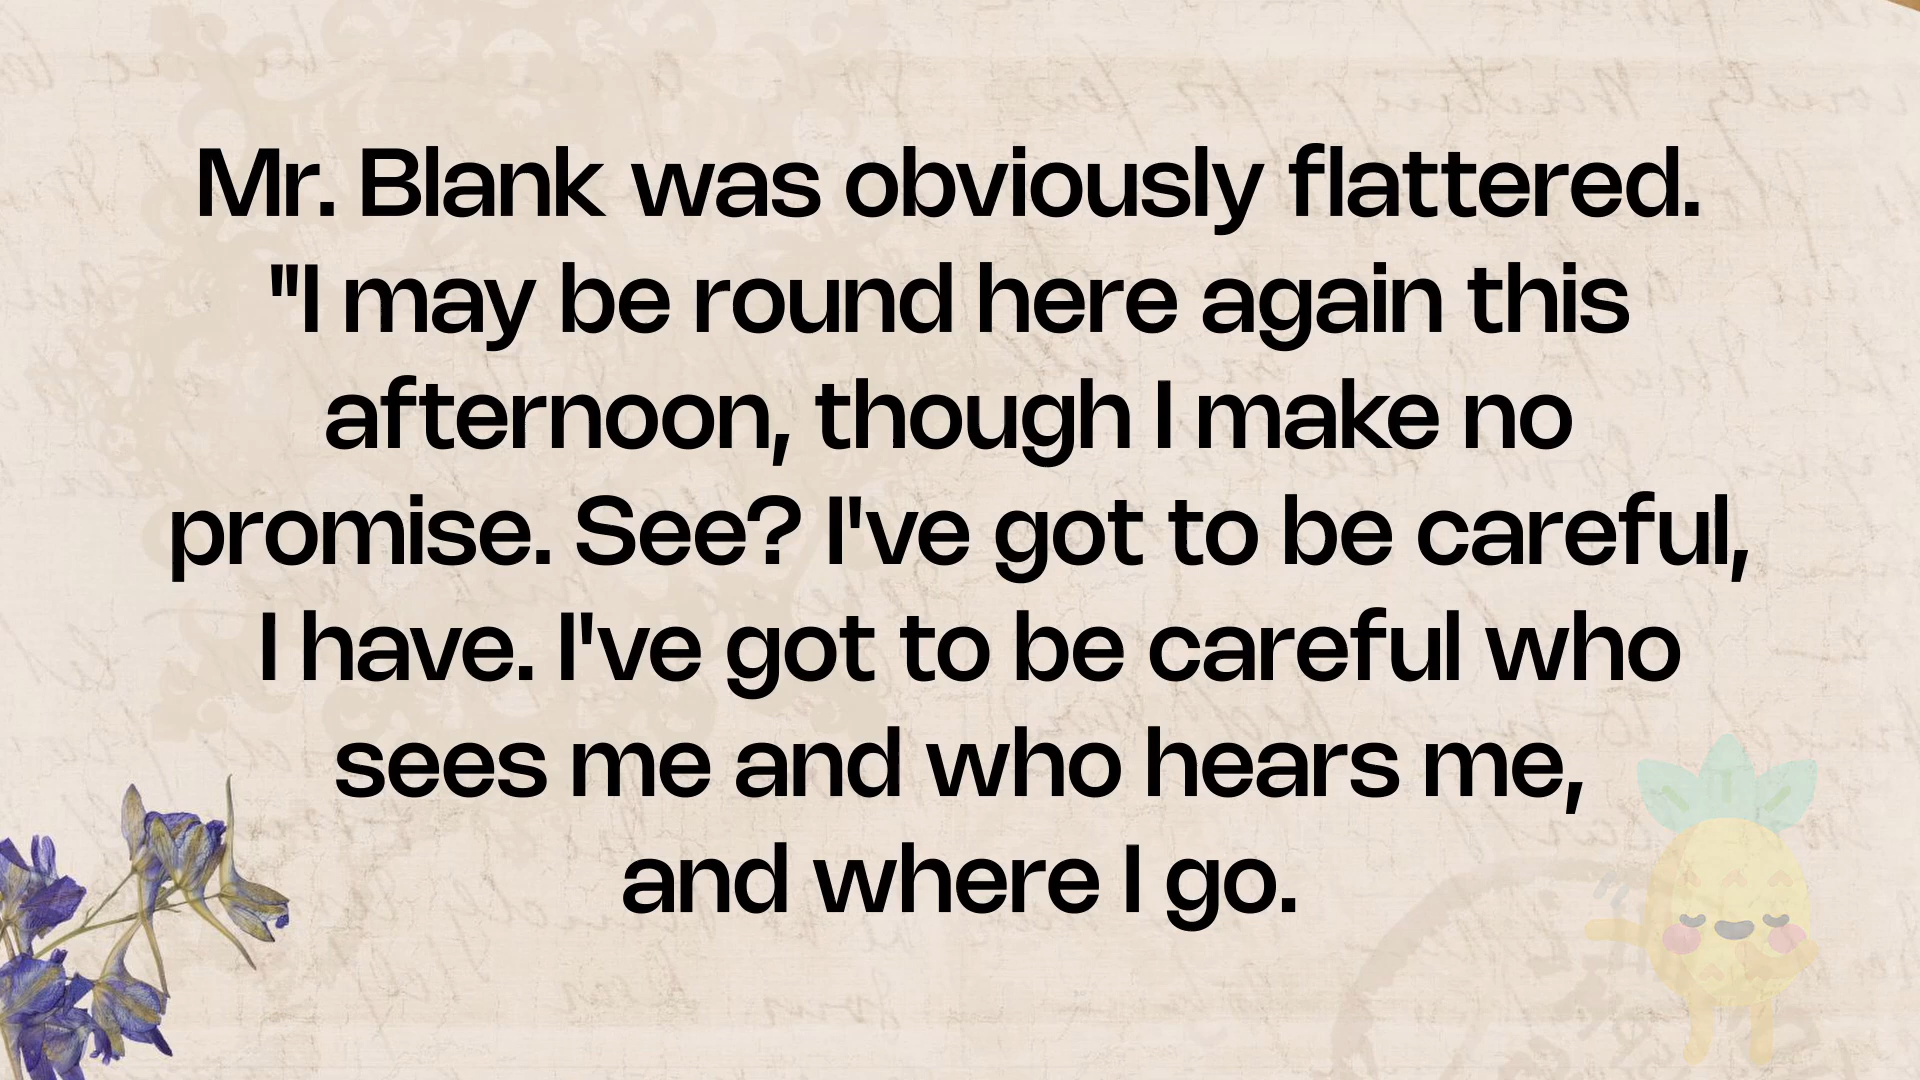 Mr. Blank was obviously flattered.
"I may be round here again this
afternoon, though I make no
promise. See? I've got to be careful,
I have. I've got to be careful who
sees me and who hears me,
and where I go.